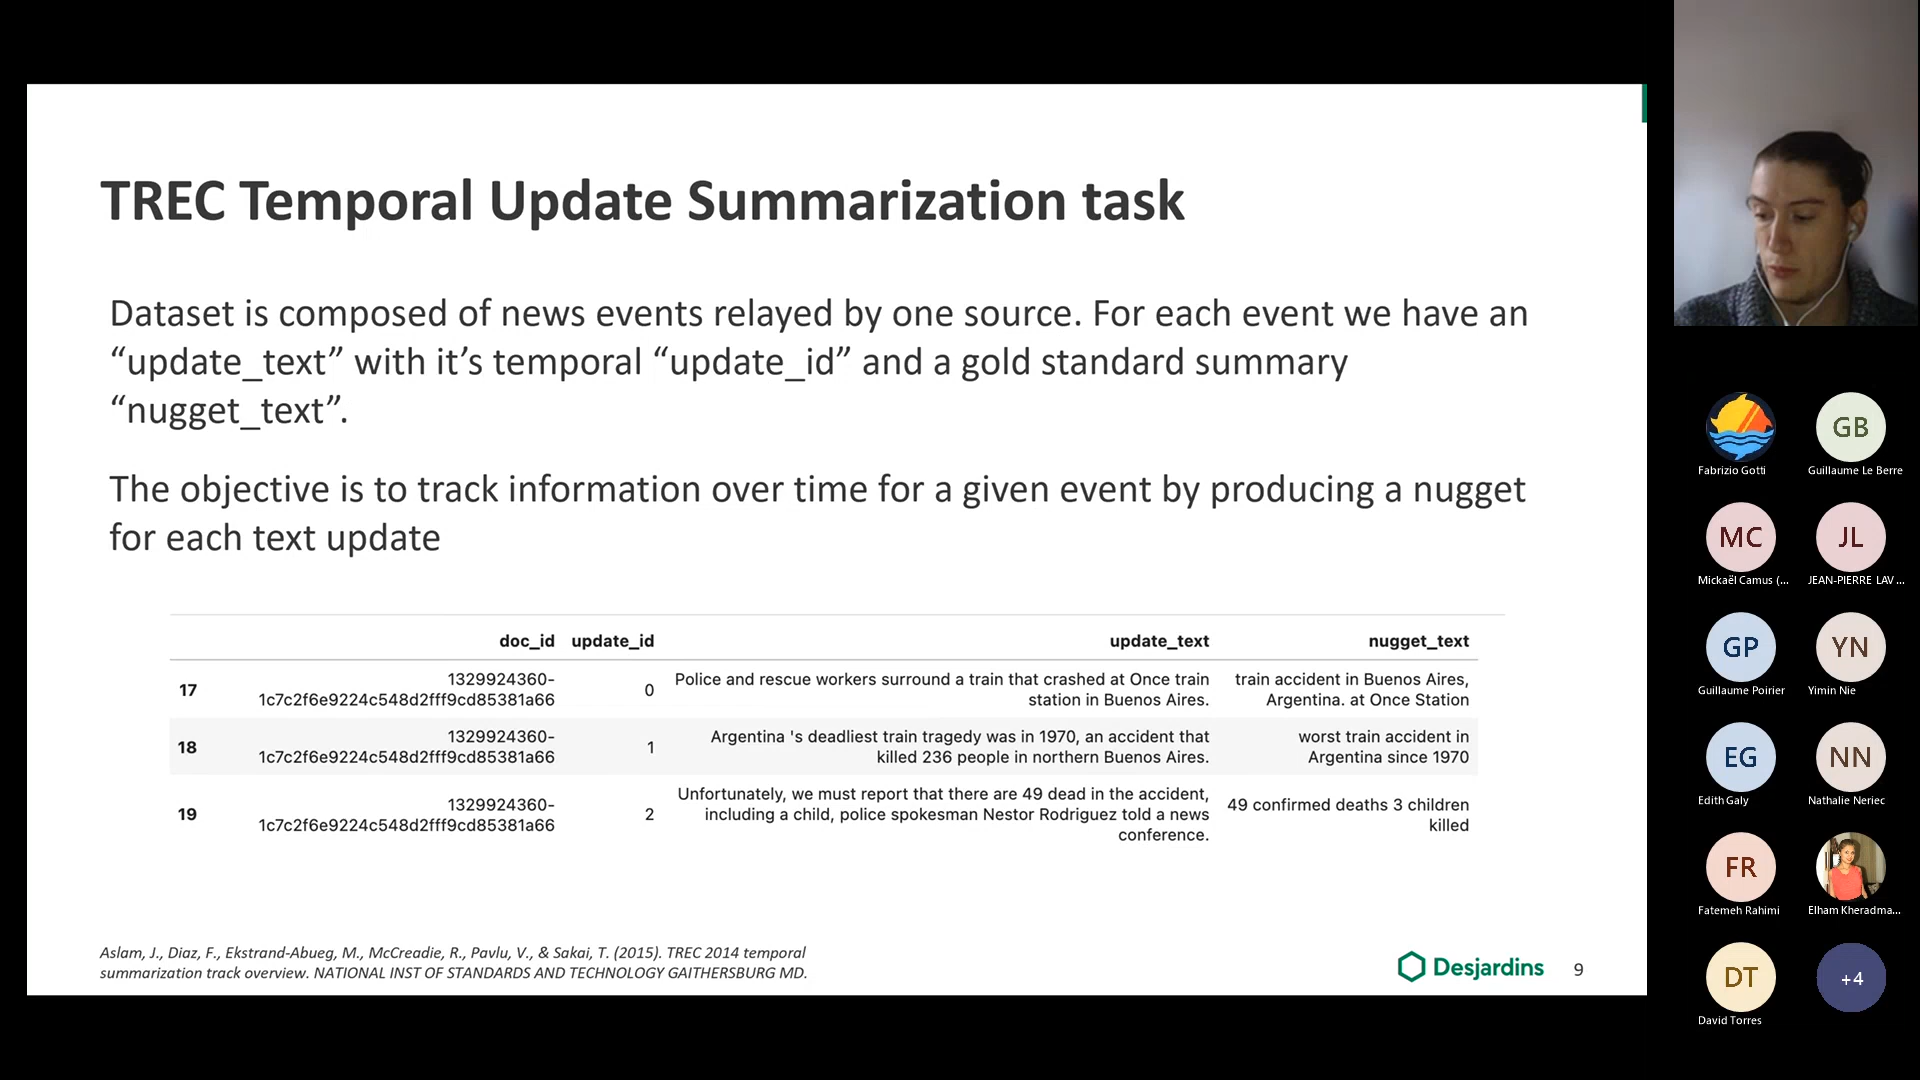 TREC Temporal Update Summarization task
Dataset is composed of news events relayed by one source. For each event we have an
“update_text” with it’s temporal “update_id” and a gold standard summary
“nugget_text”.
The objective is to track information over time for a given event by producing a nugget
for each text update
doc_id update_id update_text nugget_text
17 1329924360-
1c7c2f6e9224c548d2fff9cd85381a66
0
Police and rescue workers surround a train that crashed at Once train
station in Buenos Aires.
train accident in Buenos Aires,
Argentina. at Once Station
18 1329924360-
1c7c2f6e9224c548d2fff9cd85381a66
1
Argentina 's deadliest train tragedy was in 1970, an accident that
killed 236 people in northern Buenos Aires.
worst train accident in
Argentina since 1970
19 1329924360-
1c7c2f6e9224c548d2fff9cd85381a66
2
Unfortunately, we must report that there are 49 dead in the accident,
including a child, police spokesman Nestor Rodriguez told a news
conference.
49 confirmed deaths 3 children
killed
Aslam, J., Diaz, F., Ekstrand-Abueg, M., McCreadie, R., Pavlu, V., & Sakai, T. (2015). TREC 2014 temporal
summarization track overview. NATIONAL INST OF STANDARDS AND TECHNOLOGY GAITHERSBURG MD.
Desjardins 9
GB
Fabrizio Gotti Guillaume Le Berre
MC JL
Mickaël Camus (... JEAN-PIERRE LAV ...
GP YN
Guillaume Poirier Yimin Nie
EG NN
Edith Galy Nathalie Neriec
FR
Fatemeh Rahimi Elham Kheradma...
DT +4
David Torres